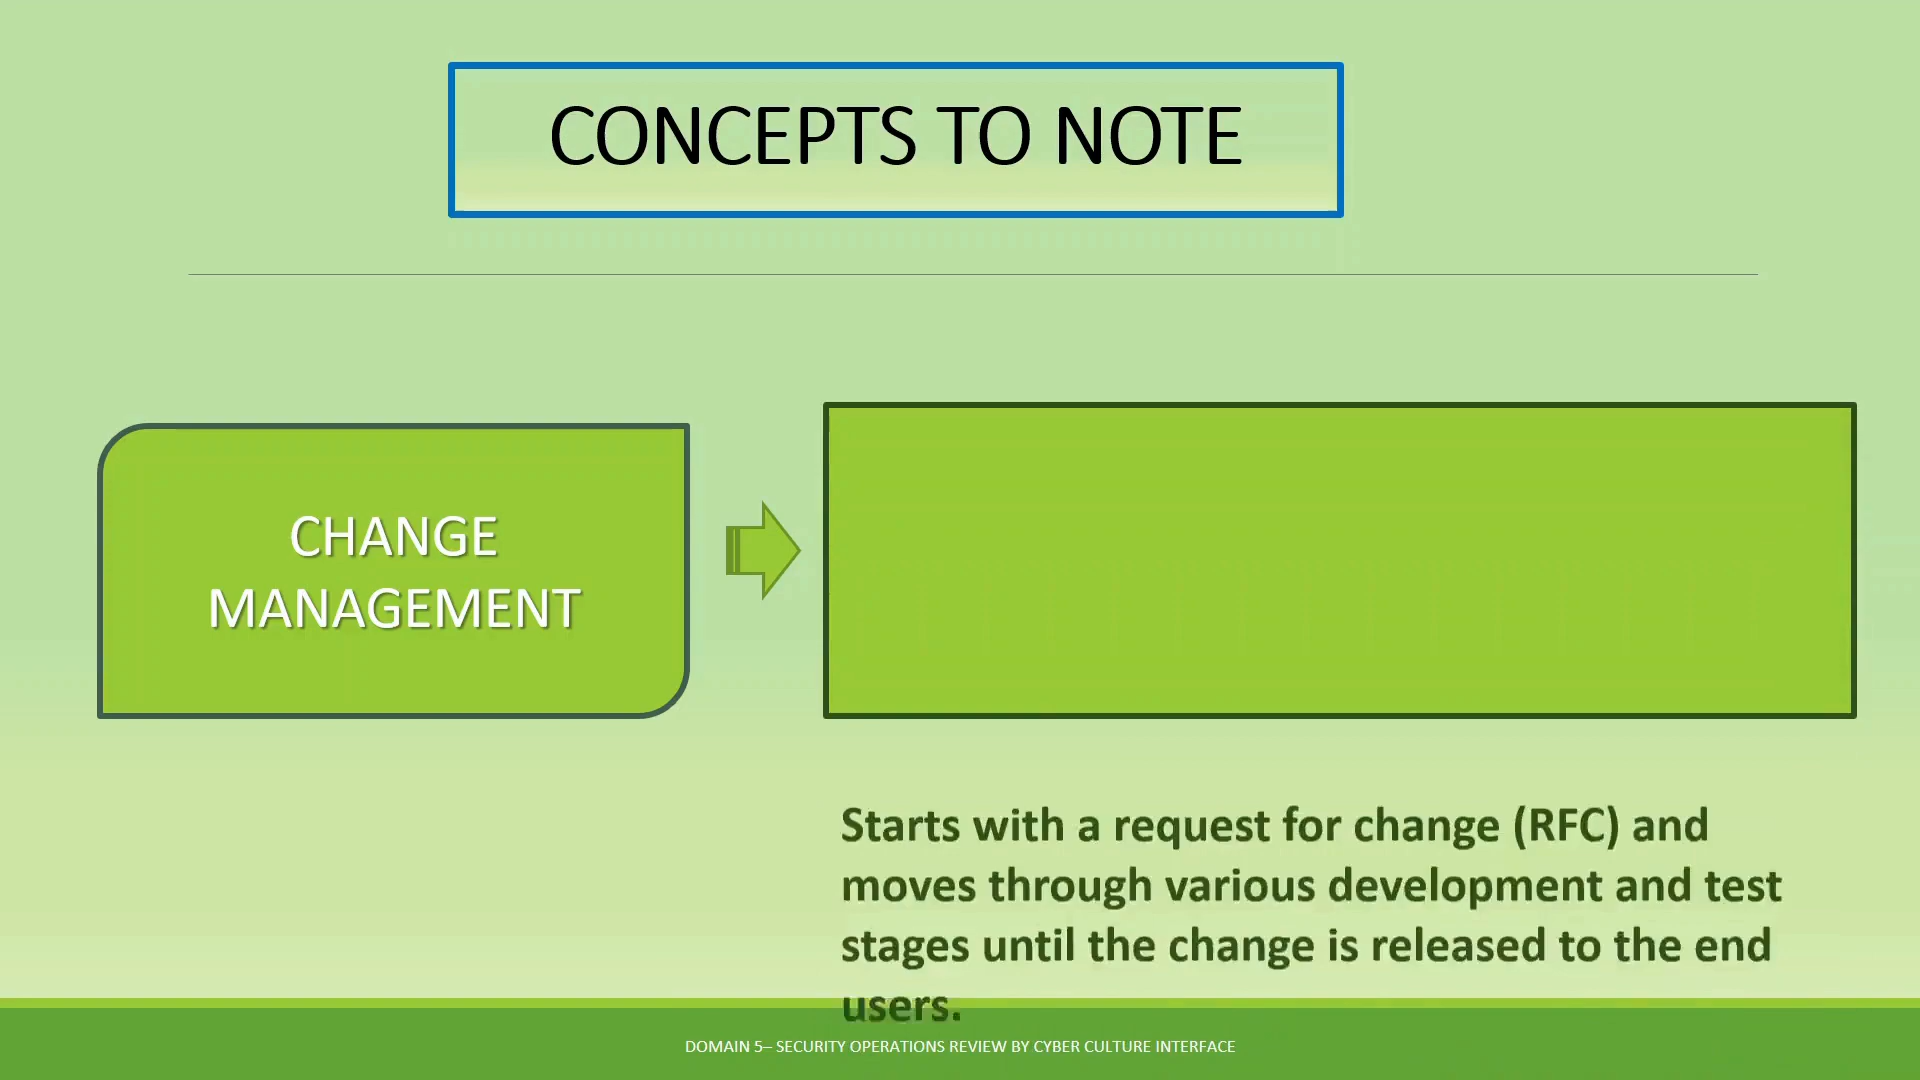 CONCEPTS TO NOTE
CHANGE
MANAGEMENT
Starts with a request for change (RFC) and
moves through various development and test
stages until the change is released to the end
users.
DOMAIN 5– SECURITY OPERATIONS REVIEW BY CYBER CULTURE INTERFACE